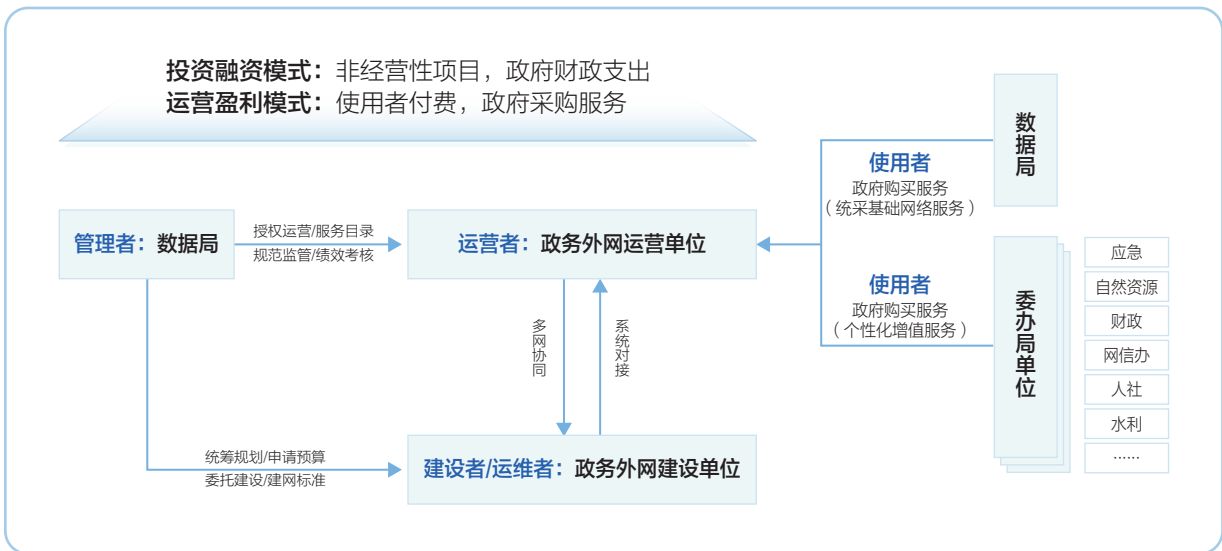 投资融资模式：非经营性项目，政府财政支出
运营盈利模式：使用者付费，政府采购服务
管理者：数据局
授权运营/服务目录
规范监管/绩效考核
运营者：政务外网运营单位
使用者
政府购买服务
（统采基础网络服务）
数据局
使用者
政府购买服务
（个性化增值服务）
委办局单位
应急
自然资源
财政
网信办
人社
水利
……
多网协同
系统对接
统筹规划/申请预算
委托建设/建网标准
建设者/运维者：政务外网建设单位